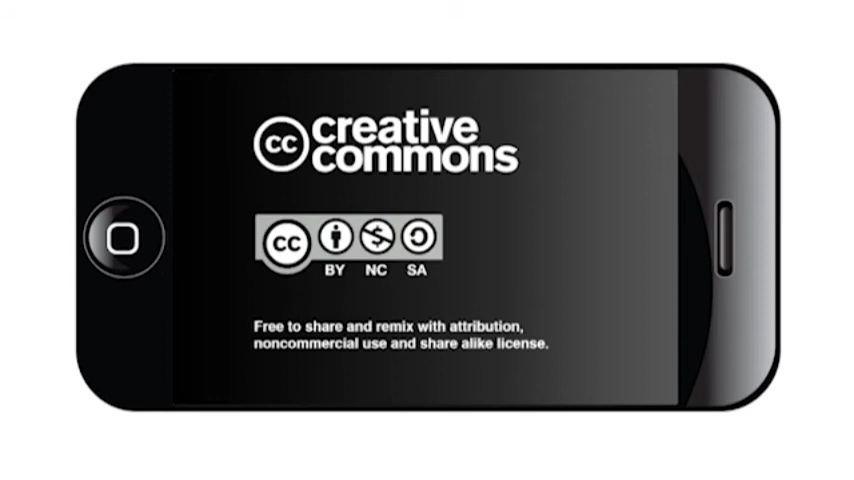 cc creative
commons
cc
BY NC SA
Free to share and remix with attribution,
noncommercial use and share alike license.